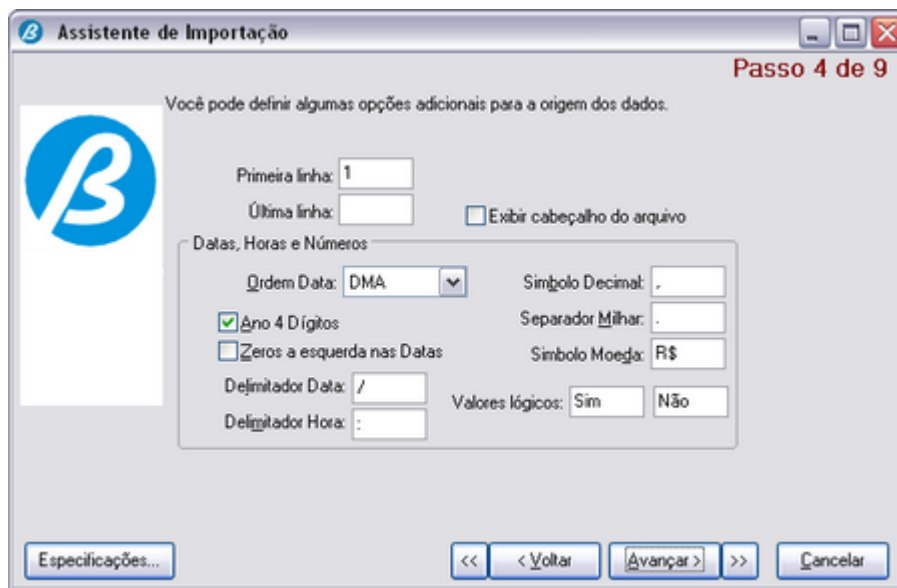 Assistente de Importação
Passo 4 de 9
Você pode definir algumas opções adicionais para a origem dos dados.
Primeira linha: 1
Última linha:
Exibir cabeçalho do arquivo
Datas, Horas e Números
Ordem Data: DMA
Simbolo Decimal: ,
Ano 4 Dígitos
Separador Milhar: .
Zeros a esquerda nas Datas
Simbolo Moeda: R$
Delimitador Data: /
Valores lógicos: Sim Não
Delimitador Hora: :
Especificações...
<<
< Voltar
Avançar >
>>
Cancelar